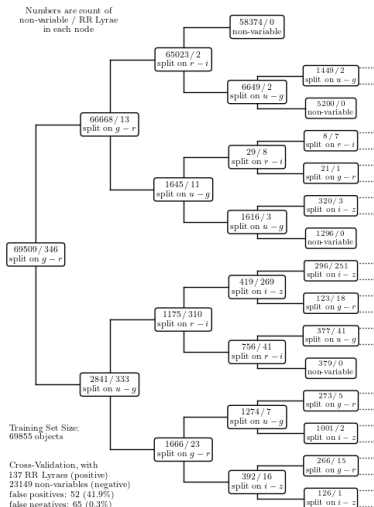 Numbers are count of
non-variable / RR Lyrae
in each node
58374 / 0
non-variable
65023 / 2
split on r − i
1449 / 2
split on u − g
6649 / 2
split on u − g
5200 / 0
non-variable
66668 / 13
split on g − r
8 / 7
split on r − i
29 / 8
split on r − i
21 / 1
split on g − r
1645 / 11
split on u − g
320 / 3
split on i − z
1616 / 3
split on u − g
1296 / 0
non-variable
69509 / 346
split on g − r
296 / 251
split on i − z
419 / 269
split on i − z
123 / 18
split on g − r
1175 / 310
split on r − i
377 / 41
split on u − g
756 / 41
split on r − i
379 / 0
non-variable
2841 / 333
split on u − g
273 / 5
split on g − r
1274 / 7
split on u − g
1001 / 2
split on i − z
1666 / 23
split on g − r
266 / 15
split on g − r
392 / 16
split on i − z
126 / 1
split on i − z
Training Set Size:
69855 objects
Cross-Validation, with
137 RR Lyraes (positive)
23149 non-variables (negative)
false positives: 52 (41.9%)
false negatives: 65 (0.3%)